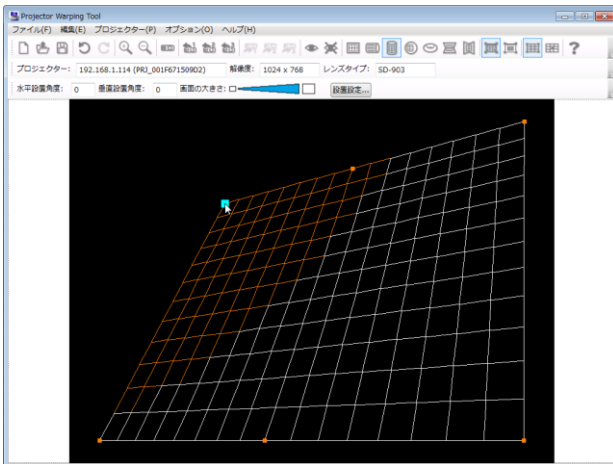 Projector Warping Tool
ファイル(F) 編集(E) プロジェクター(P) オプション(O) ヘルプ(H)
プロジェクター: 192.168.1.114 (PRJ_001F671509D2) 解像度: 1024 x 768 レンズタイプ: SD-903
水平設置角度: 0 垂直設置角度: 0 画面の大きさ: 設置設定...